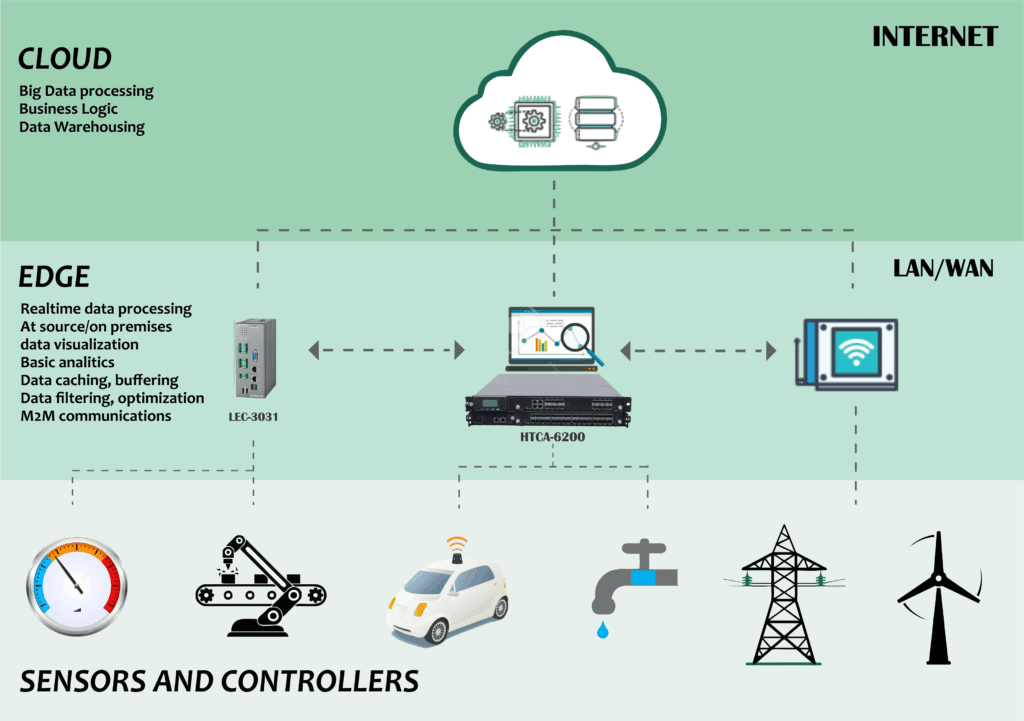 INTERNET
CLOUD
Big Data processing
Business Logic
Data Warehousing
LAN/WAN
EDGE
Realtime data processing
At source/on premises
data visualization
Basic analitics
Data caching, buffering
Data filtering, optimization
M2M communications
LEC-3031
HTCA-6200
SENSORS AND CONTROLLERS